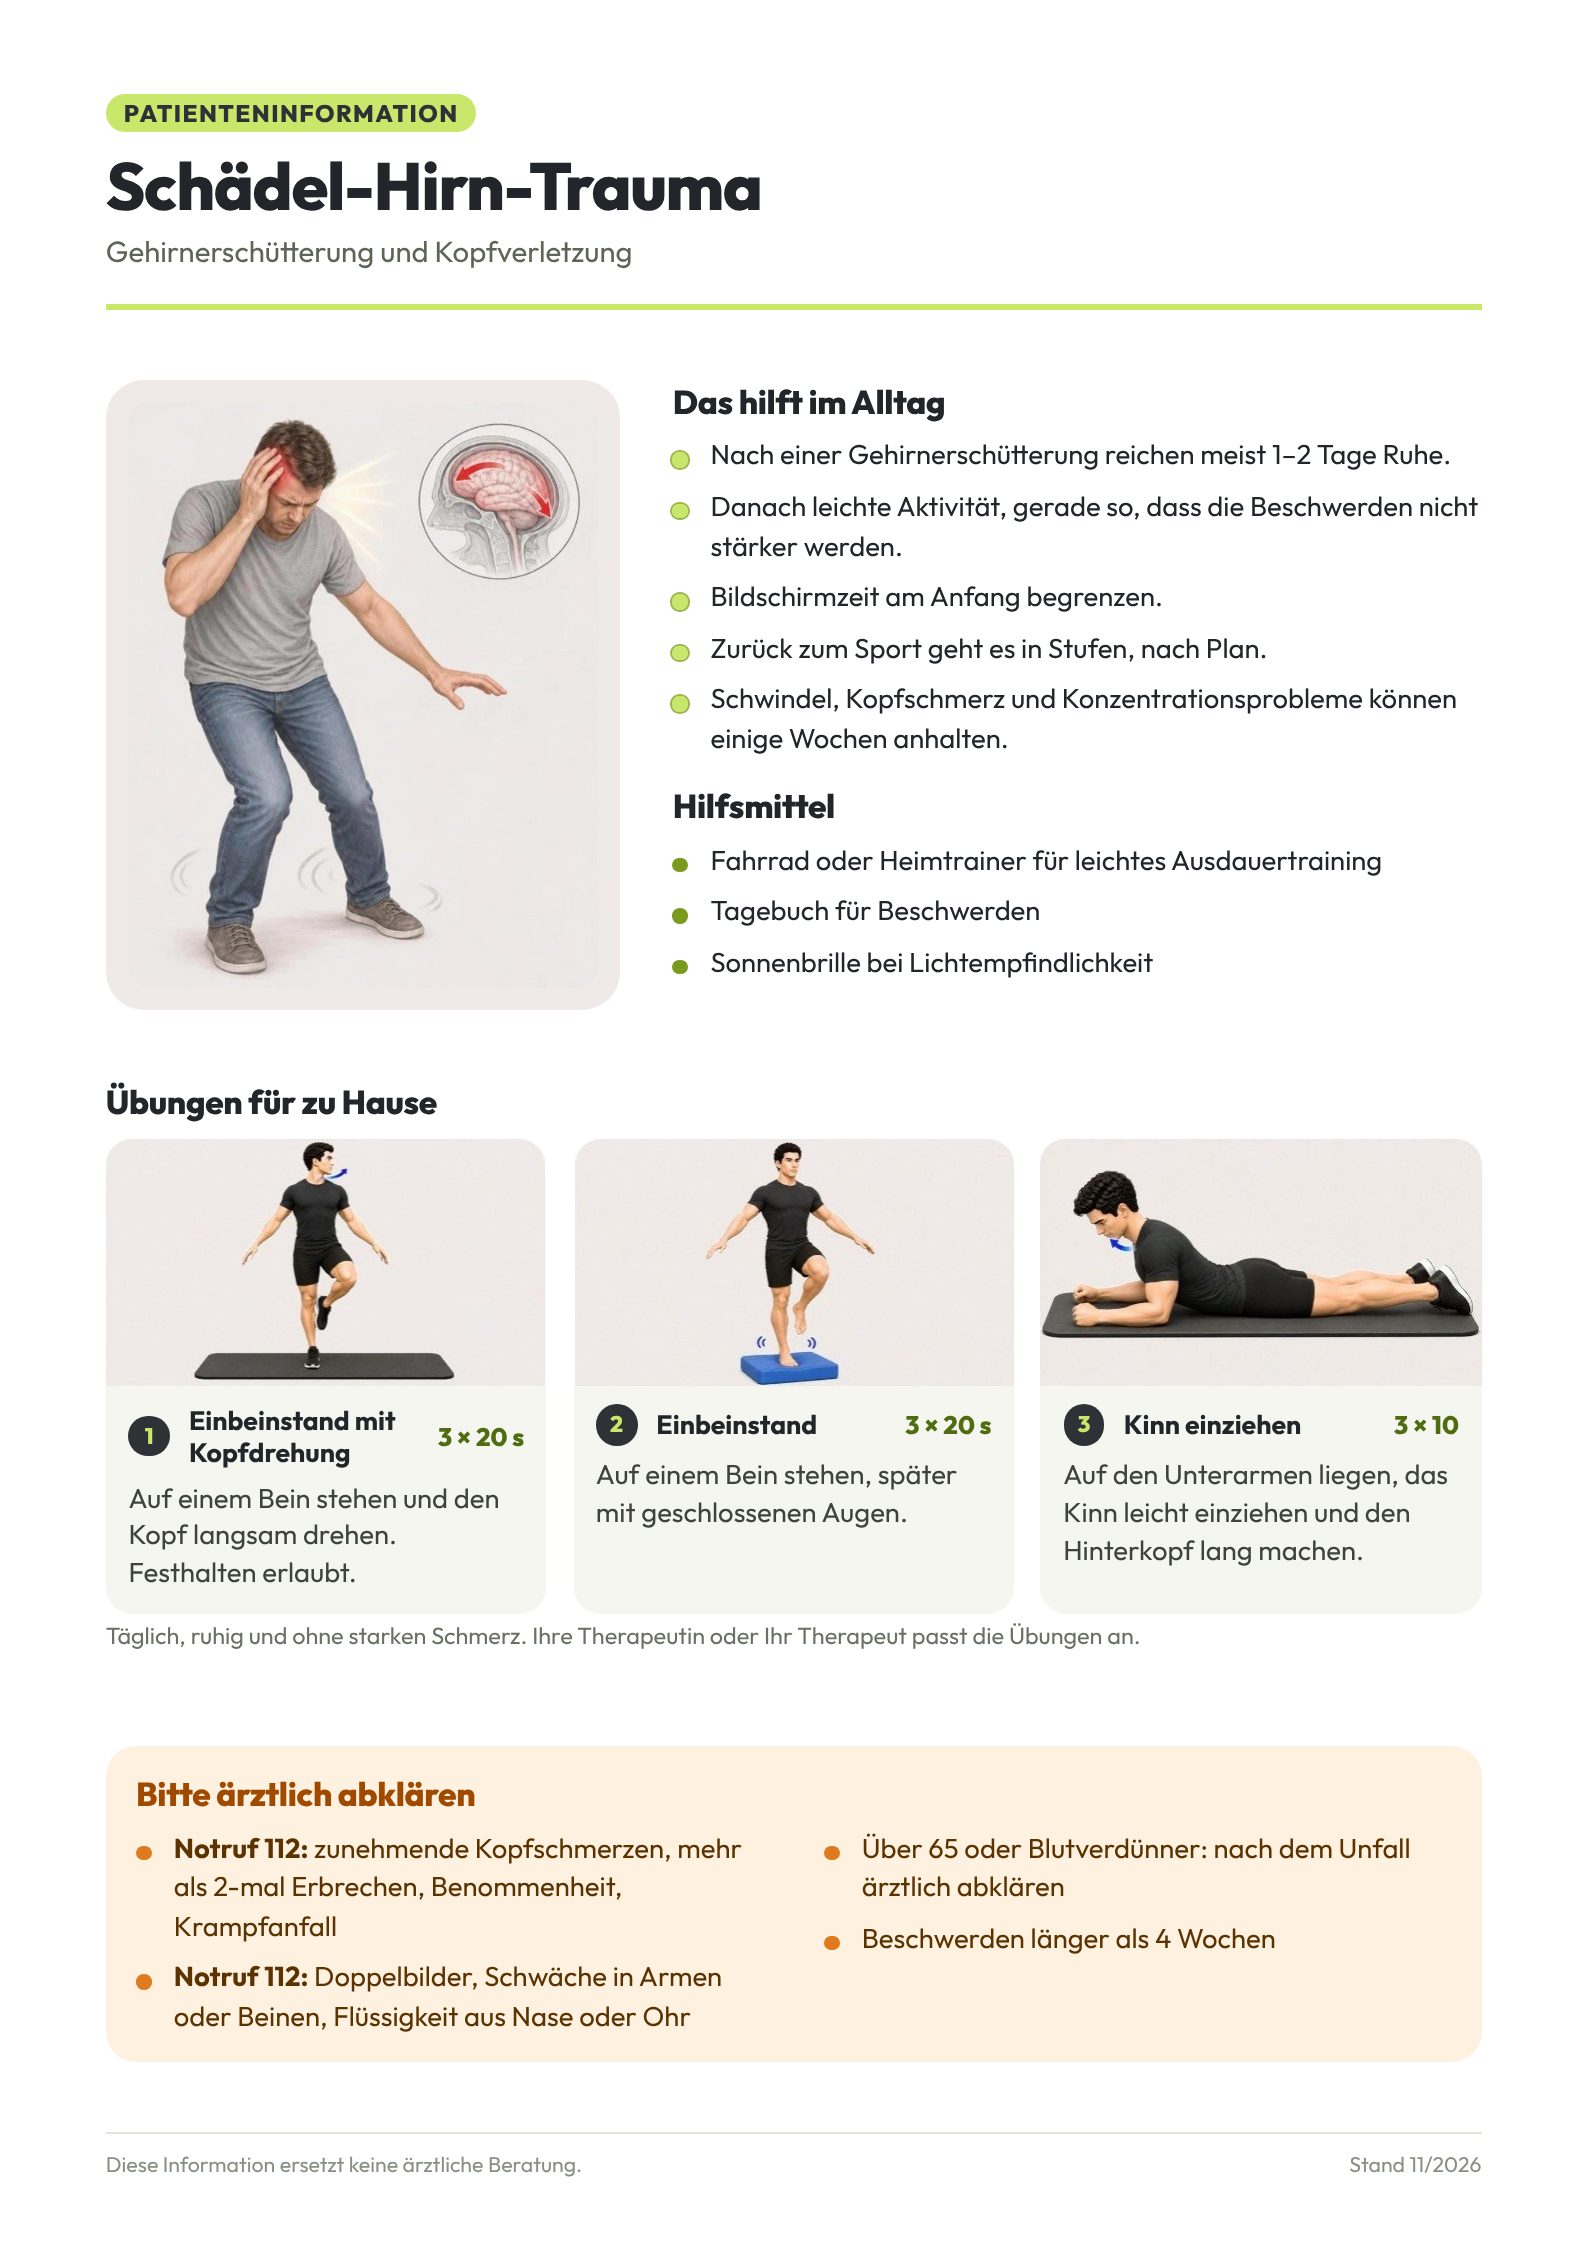 PATIENTENINFORMATION
Schädel-Hirn-Trauma
Gehirnerschütterung und Kopfverletzung
Das hilft im Alltag
Nach einer Gehirnerschütterung reichen meist 1–2 Tage Ruhe.
Danach leichte Aktivität, gerade so, dass die Beschwerden nicht
stärker werden.
Bildschirmzeit am Anfang begrenzen.
Zurück zum Sport geht es in Stufen, nach Plan.
Schwindel, Kopfschmerz und Konzentrationsprobleme können
einige Wochen anhalten.
Hilfsmittel
Fahrrad oder Heimtrainer für leichtes Ausdauertraining
Tagebuch für Beschwerden
Sonnenbrille bei Lichtempfindlichkeit
Übungen für zu Hause
1 Einbeinstand mit
Kopfdrehung
3 × 20 s
Auf einem Bein stehen und den
Kopf langsam drehen.
Festhalten erlaubt.
2 Einbeinstand 3 × 20 s
Auf einem Bein stehen, später
mit geschlossenen Augen.
3 Kinn einziehen 3 × 10
Auf den Unterarmen liegen, das
Kinn leicht einziehen und den
Hinterkopf lang machen.
Täglich, ruhig und ohne starken Schmerz. Ihre Therapeutin oder Ihr Therapeut passt die Übungen an.
Bitte ärztlich abklären
Notruf 112: zunehmende Kopfschmerzen, mehr
als 2-mal Erbrechen, Benommenheit,
Krampfanfall
Notruf 112: Doppelbilder, Schwäche in Armen
oder Beinen, Flüssigkeit aus Nase oder Ohr
Über 65 oder Blutverdünner: nach dem Unfall
ärztlich abklären
Beschwerden länger als 4 Wochen
Diese Information ersetzt keine ärztliche Beratung.
Stand 11/2026